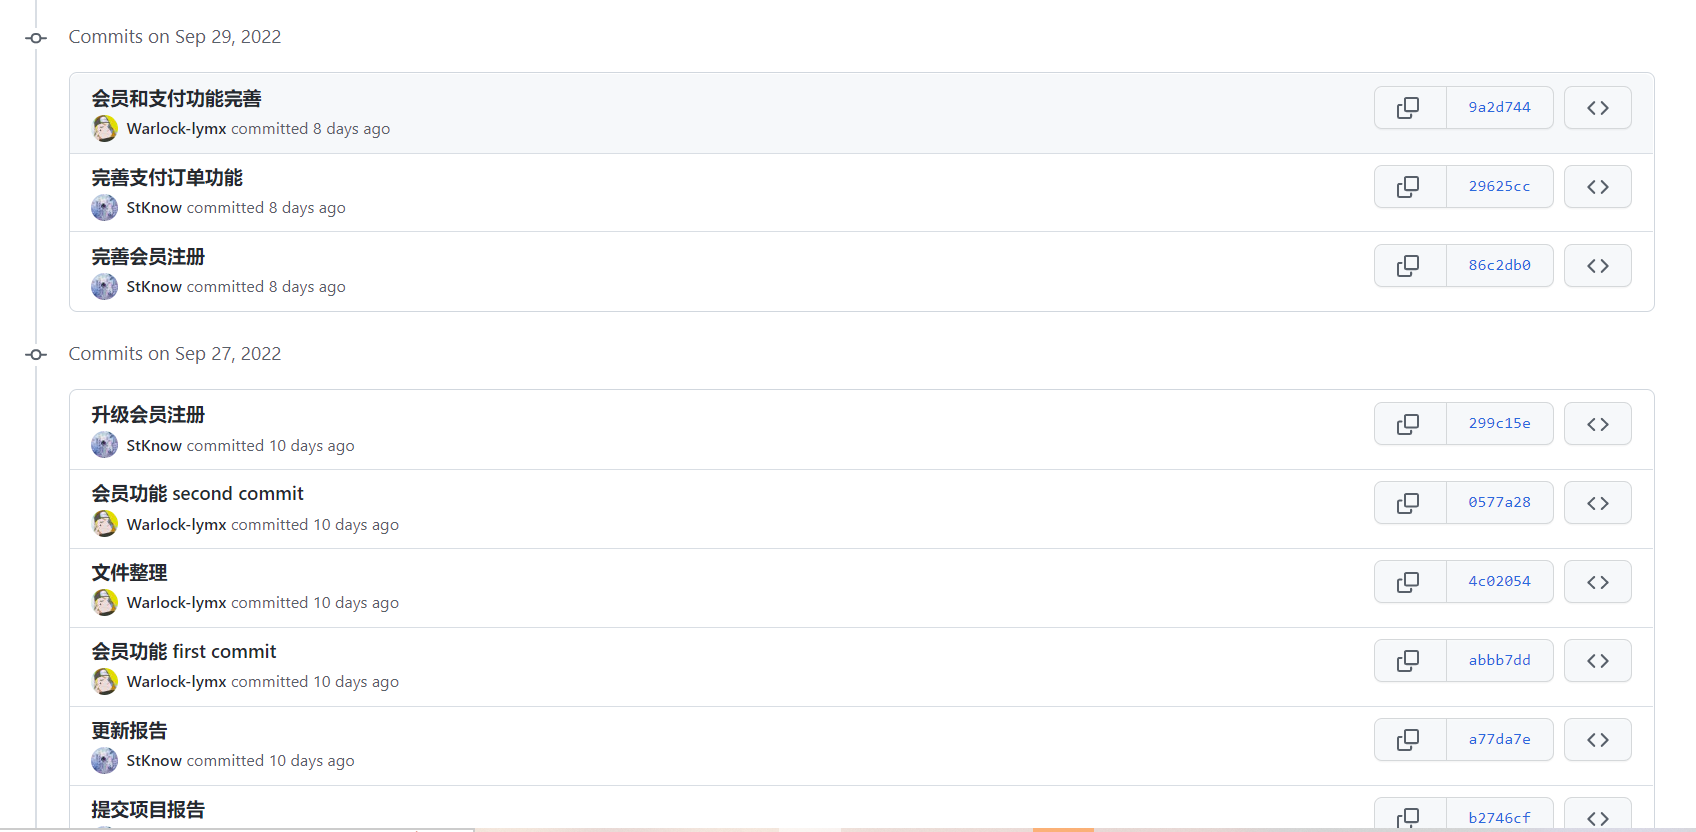 Commits on Sep 29, 2022
会员和支付功能完善
9a2d744
Warlock-lymx committed 8 days ago
完善支付订单功能
29625cc
StKnow committed 8 days ago
完善会员注册
86c2db0
StKnow committed 8 days ago
Commits on Sep 27, 2022
升级会员注册
299c15e
StKnow committed 10 days ago
会员功能 second commit
0577a28
Warlock-lymx committed 10 days ago
文件整理
4c02054
Warlock-lymx committed 10 days ago
会员功能 first commit
abbb7dd
Warlock-lymx committed 10 days ago
更新报告
a77da7e
StKnow committed 10 days ago
提交项目报告
b2746cf